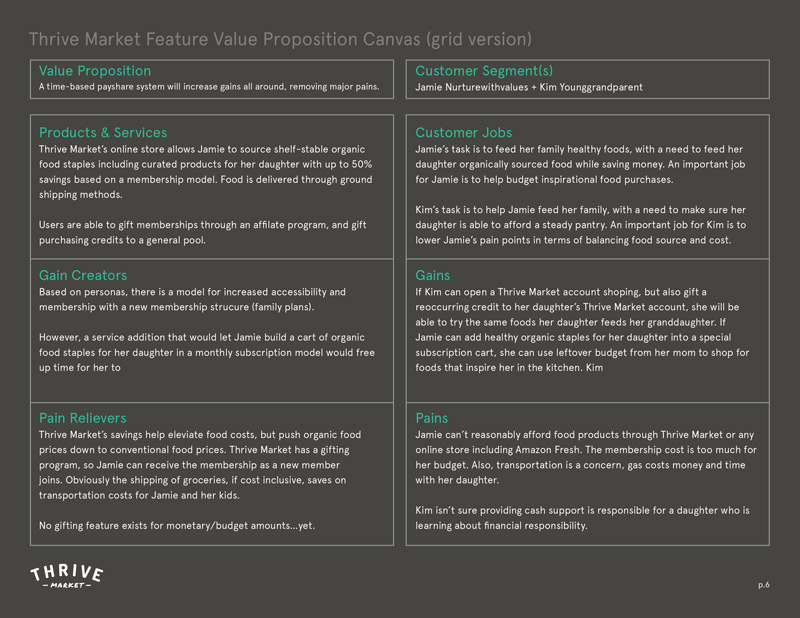 Thrive Market Feature Value Proposition Canvas (grid version)
Value Proposition
A time-based payshare system will increase gains all around, removing major pains.
Customer Segment(s)
Jamie Nurturewithvalues + Kim Younggrandparent
Products & Services
Thrive Market's online store allows Jamie to source shelf-stable organic
food staples including curated products for her daughter with up to 50%
savings based on a membership model. Food is delivered through ground
shipping methods.
Users are able to gift memberships through an affilate program, and gift
purchasing credits to a general pool.
Customer Jobs
Jamie's task is to feed her family healthy foods, with a need to feed her
daughter organically sourced food while saving money. An important job
for Jamie is to help budget inspirational food purchases.
Kim's task is to help Jamie feed her family, with a need to make sure her
daughter is able to afford a steady pantry. An important job for Kim is to
lower Jamie's pain points in terms of balancing food source and cost.
Gain Creators
Based on personas, there is a model for increased accessibility and
membership with a new membership strucure (family plans).
However, a service addition that would let Jamie build a cart of organic
food staples for her daughter in a monthly subscription model would free
up time for her to
Gains
If Kim can open a Thrive Market account shoping, but also gift a
reoccurring credit to her daughter's Thrive Market account, she will be
able to try the same foods her daughter feeds her granddaughter. If
Jamie can add healthy organic staples for her daughter into a special
subscription cart, she can use leftover budget from her mom to shop for
foods that inspire her in the kitchen. Kim
Pain Relievers
Thrive Market's savings help eleviate food costs, but push organic food
prices down to conventional food prices. Thrive Market has a gifting
program, so Jamie can receive the membership as a new member
joins. Obviously the shipping of groceries, if cost inclusive, saves on
transportation costs for Jamie and her kids.
No gifting feature exists for monetary/budget amounts...yet.
Pains
Jamie can't reasonably afford food products through Thrive Market or any
online store including Amazon Fresh. The membership cost is too much for
her budget. Also, transportation is a concern, gas costs money and time
with her daughter.
Kim isn't sure providing cash support is responsible for a daughter who is
learning about financial responsibility.
THRIVE
MARKET
p.6